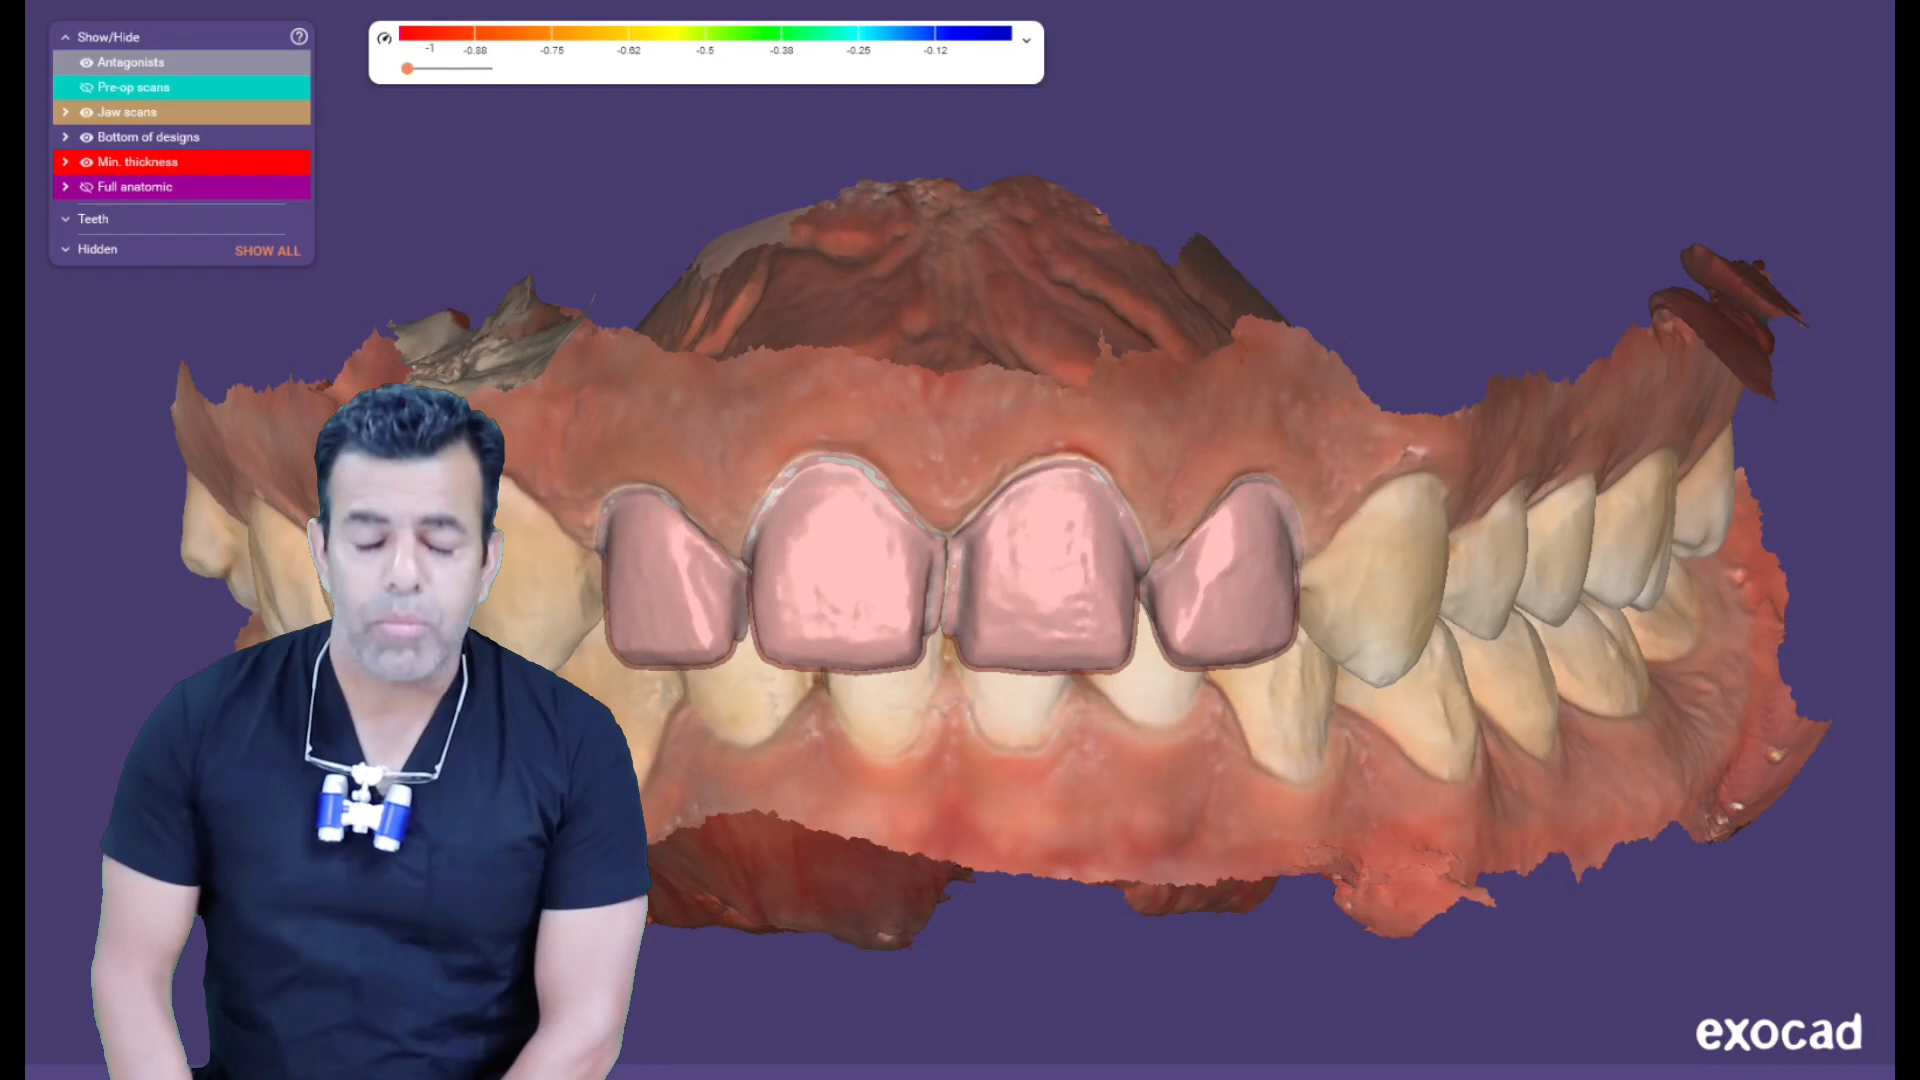 Show/Hide
Antagonists
Pre-op scans
Jaw scans
Bottom of designs
Min. thickness
Full anatomic
Teeth
Hidden SHOW ALL
-1 -0.88 -0.75 -0.62 -0.5 -0.38 -0.25 -0.12
exocad